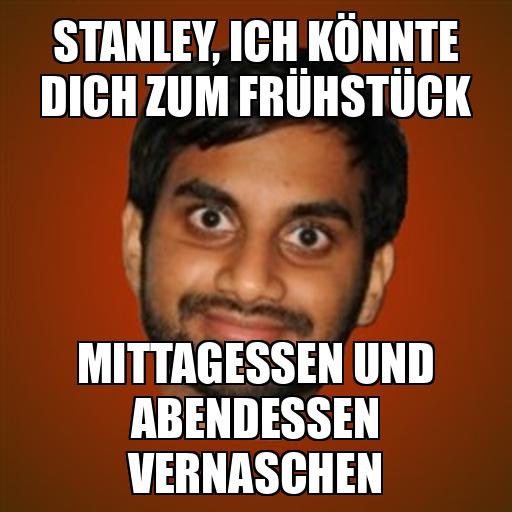 STANLEY, ICH KÖNNTE
DICH ZUM FRÜHSTÜCK
MITTAGESSEN UND
ABENDESSEN
VERNASCHEN